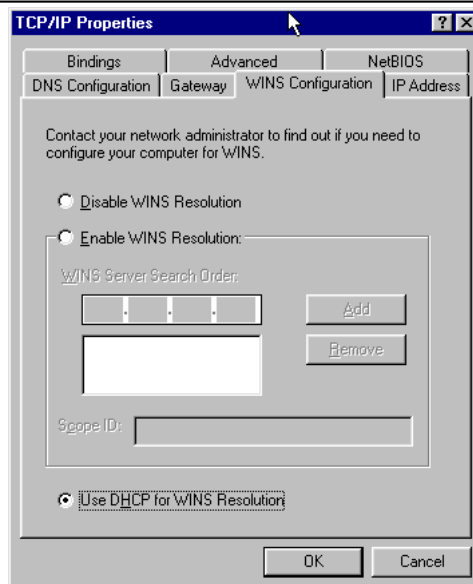 TCP/IP Properties
Bindings Advanced NetBIOS
DNS Configuration Gateway WINS Configuration IP Address
Contact your network administrator to find out if you need to
configure your computer for WINS.
Disable WINS Resolution
Enable WINS Resolution:
WINS Server Search Order:
Add
Remove
Scope ID:
Use DHCP for WINS Resolution
OK Cancel